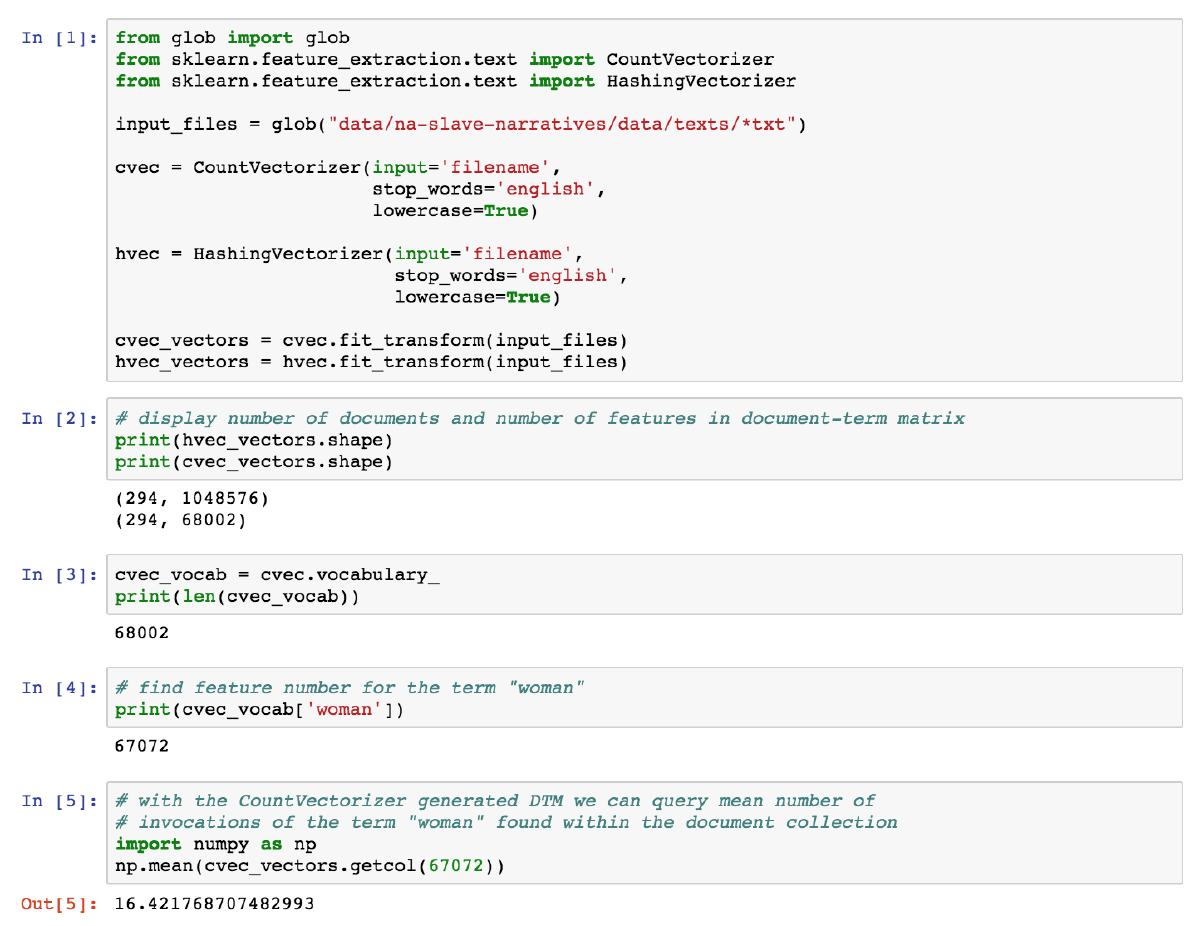 In [1]: from glob import glob
from sklearn.feature_extraction.text import CountVectorizer
from sklearn.feature_extraction.text import HashingVectorizer
input_files = glob("data/na-slave-narratives/data/texts/*txt")
cvec = CountVectorizer(input='filename',
stop_words='english',
lowercase=True)
hvec = HashingVectorizer(input='filename',
stop_words='english',
lowercase=True)
cvec_vectors = cvec.fit_transform(input_files)
hvec_vectors = hvec.fit_transform(input_files)
In [2]: # display number of documents and number of features in document-term matrix
print(hvec_vectors.shape)
print(cvec_vectors.shape)
(294, 1048576)
(294, 68002)
In [3]: cvec_vocab = cvec.vocabulary_
print(len(cvec_vocab))
68002
In [4]: # find feature number for the term "woman"
print(cvec_vocab['woman'])
67072
In [5]: # with the CountVectorizer generated DTM we can query mean number of
# invocations of the term "woman" found within the document collection
import numpy as np
np.mean(cvec_vectors.getcol(67072))
Out[5]: 16.421768707482993